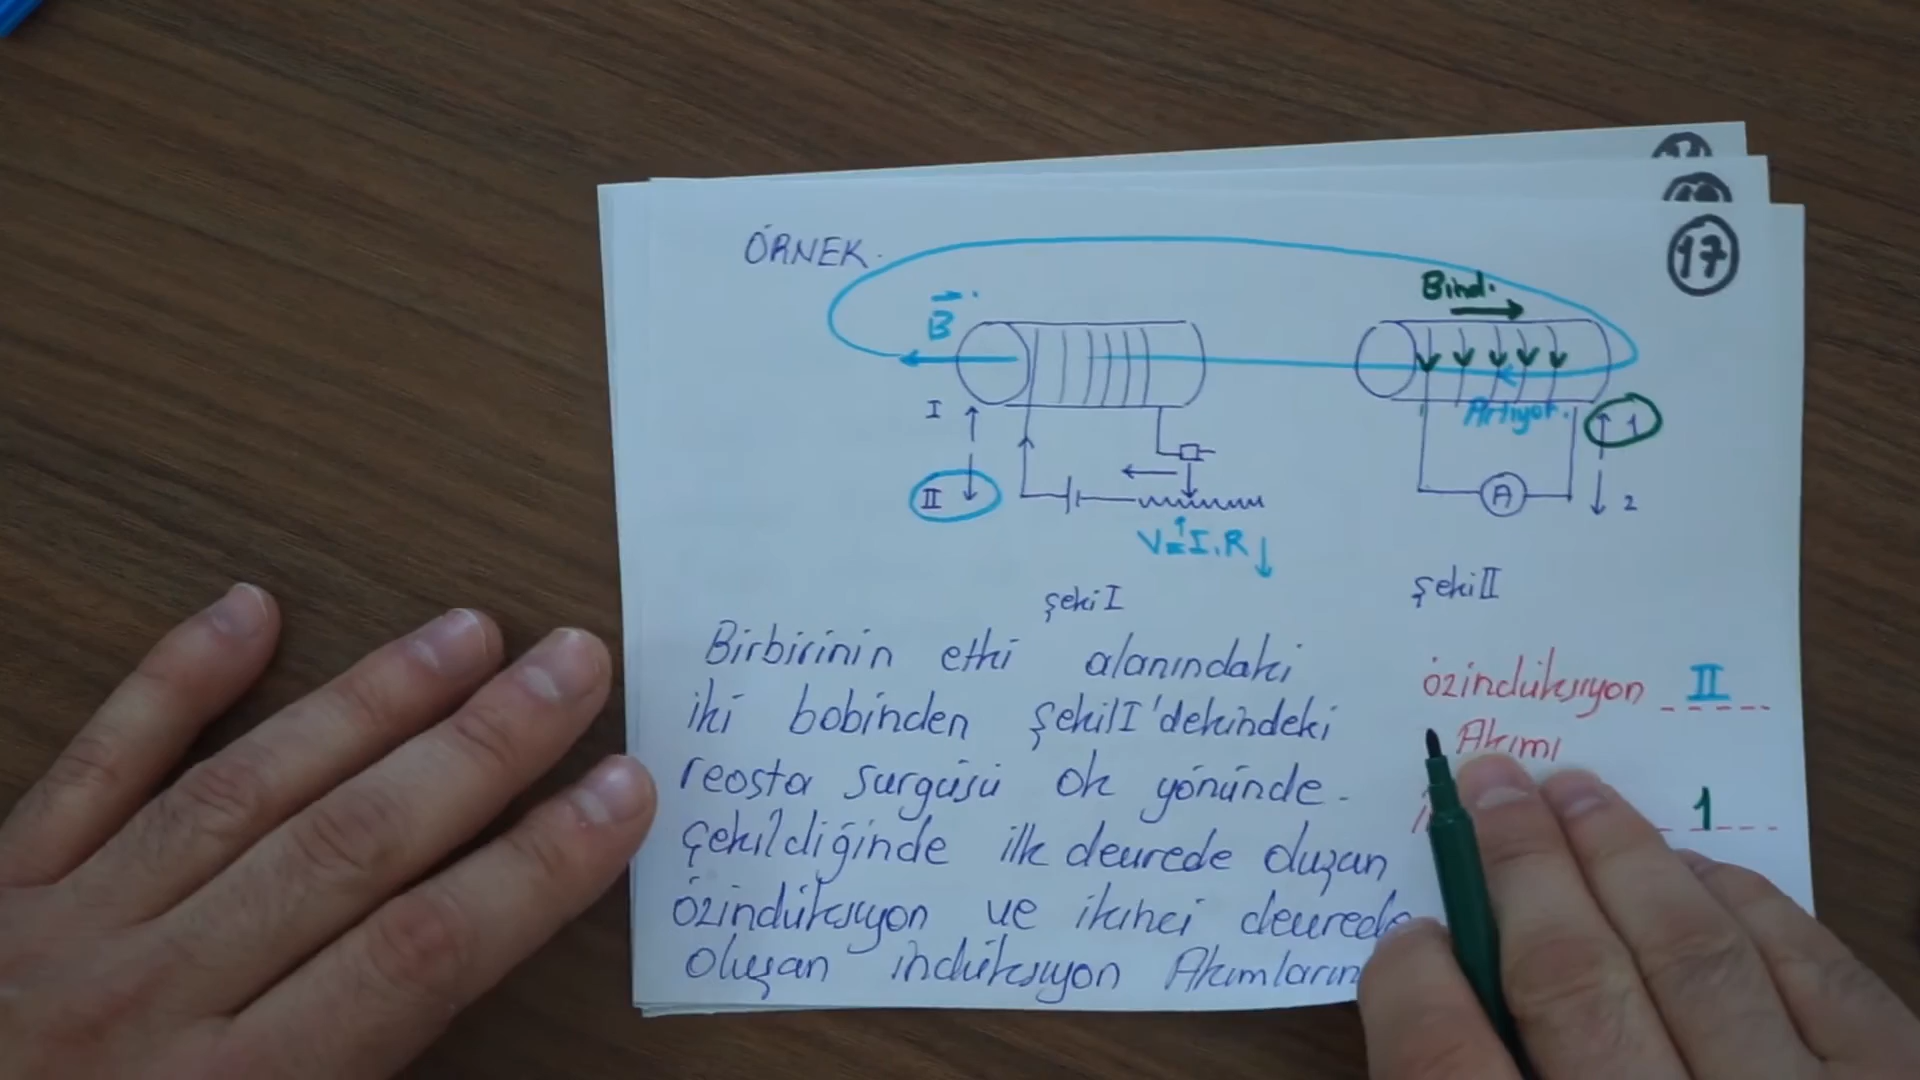 17
ÖRNEK.
Bind.
B
Artıyor.
I
1
II
A
2
V=I.R
şekil I
şekil II
Birbirinin etki alanındaki
iki bobinden şekilI'dekindeki
reosta sürgüsü ok yönünde.
çekildiğinde ilk devrede oluşan
özindüksiyon ve ikinci devrede
oluşan indüksiyon Akımların
özindüksiyon II
Akımı
1